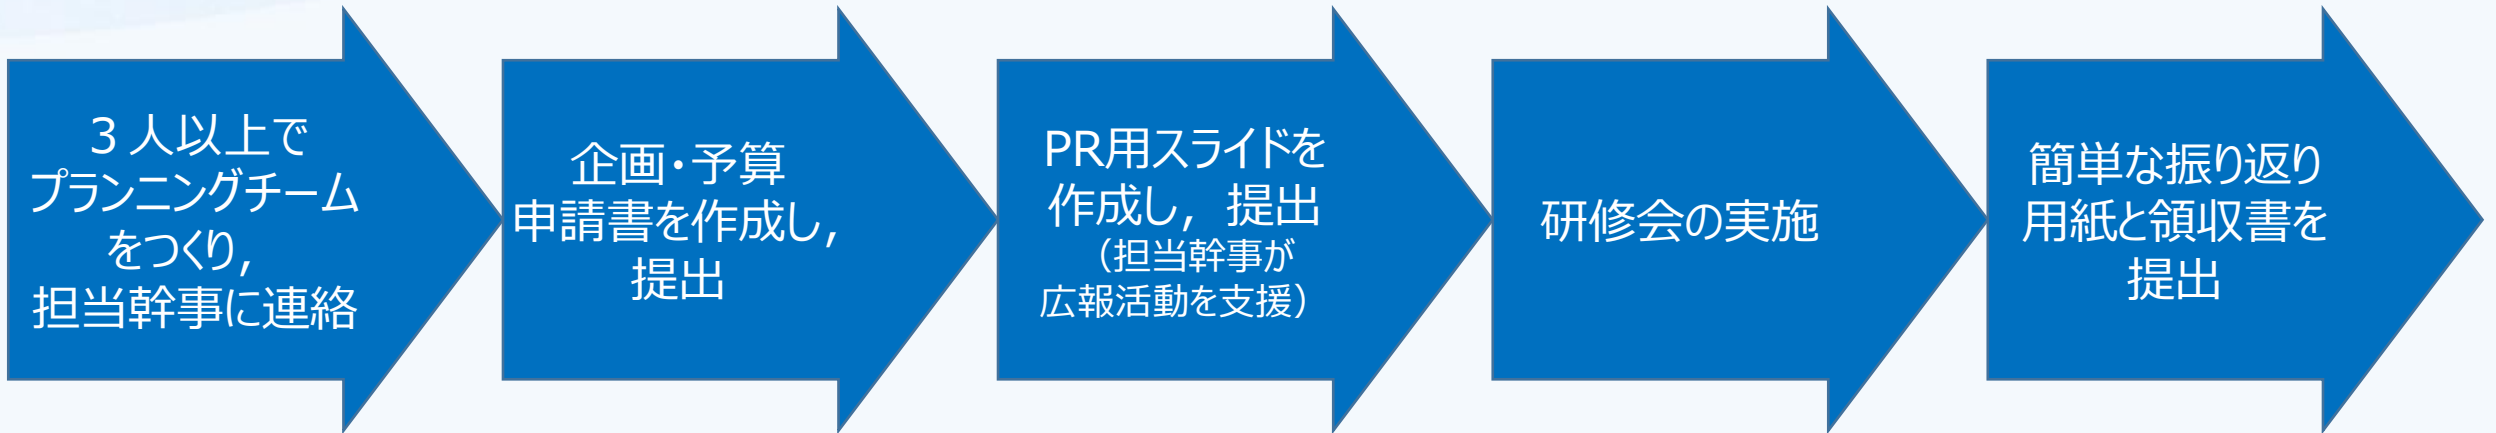 3人以上で
プランニングチーム
をつくり,
担当幹事に連絡
企画・予算
申請書を作成し,
提出
PR用スライドを
作成し, 提出
(担当幹事が
広報活動を支援)
研修会の実施
簡単な振り返り
用紙と領収書を
提出